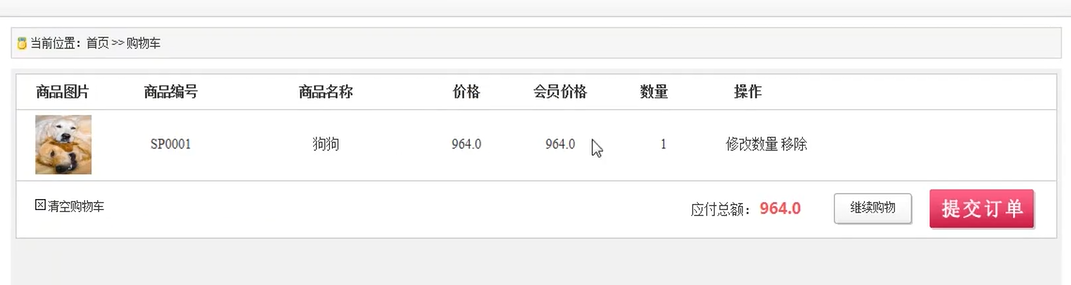 当前位置：首页 >> 购物车
商品图片 商品编号 商品名称 价格 会员价格 数量 操作
SP0001 狗狗 964.0 964.0 1 修改数量 移除
清空购物车 应付总额：964.0 继续购物 提交订单